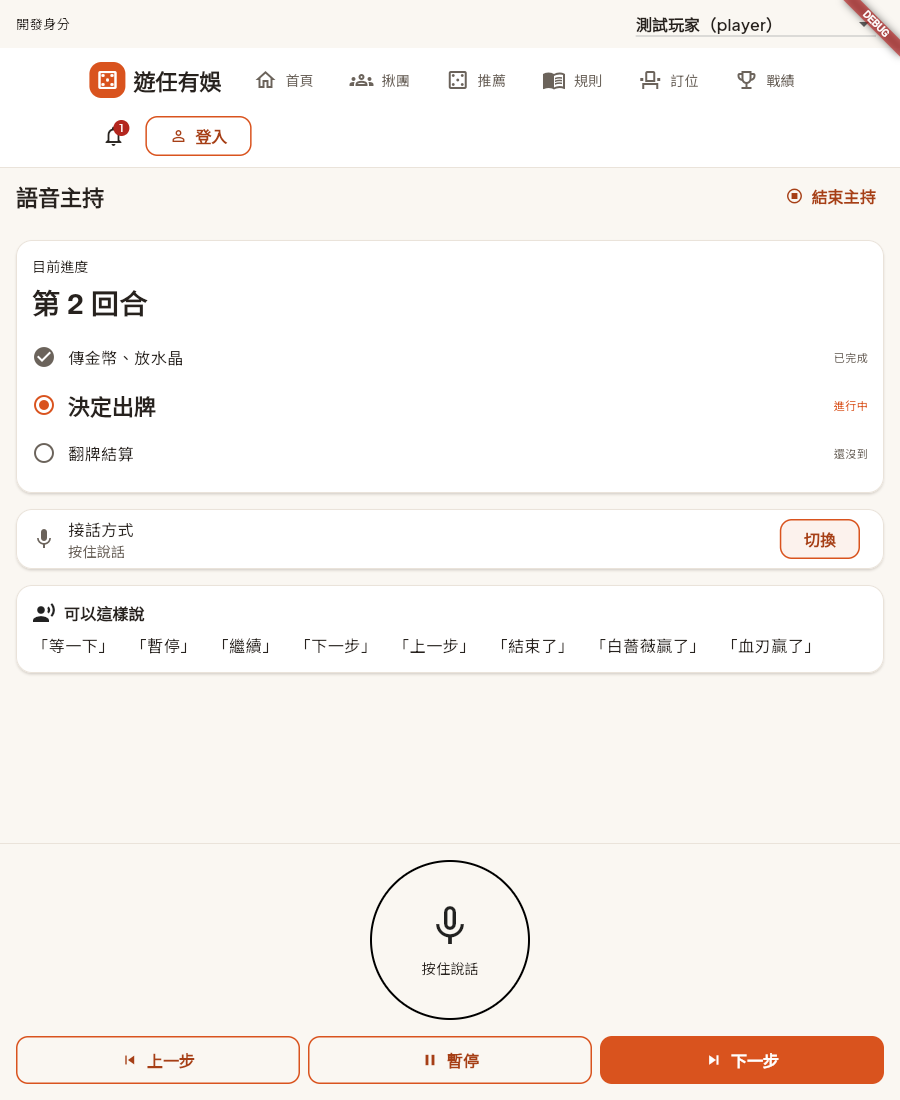 開發身分
測試玩家（player）
DEBUG
遊任有娛
首頁
揪團
推薦
規則
訂位
戰績
1
登入
語音主持
結束主持
目前進度
第 2 回合
傳金幣、放水晶
已完成
決定出牌
進行中
翻牌結算
還沒到
接話方式
按住說話
切換
可以這樣說
「等一下」 「暫停」 「繼續」 「下一步」 「上一步」 「結束了」 「白薔薇贏了」 「血刃贏了」
按住說話
上一步
暫停
下一步